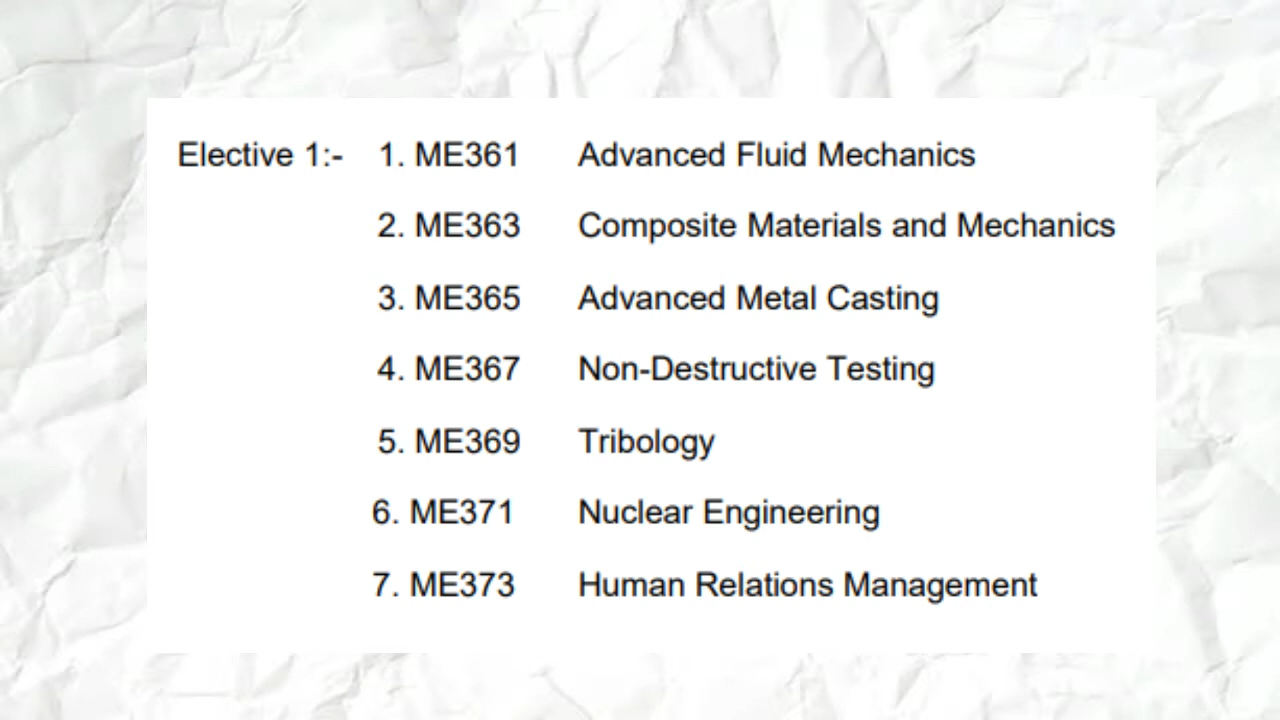 Elective 1:- 1. ME361 Advanced Fluid Mechanics
2. ME363 Composite Materials and Mechanics
3. ME365 Advanced Metal Casting
4. ME367 Non-Destructive Testing
5. ME369 Tribology
6. ME371 Nuclear Engineering
7. ME373 Human Relations Management